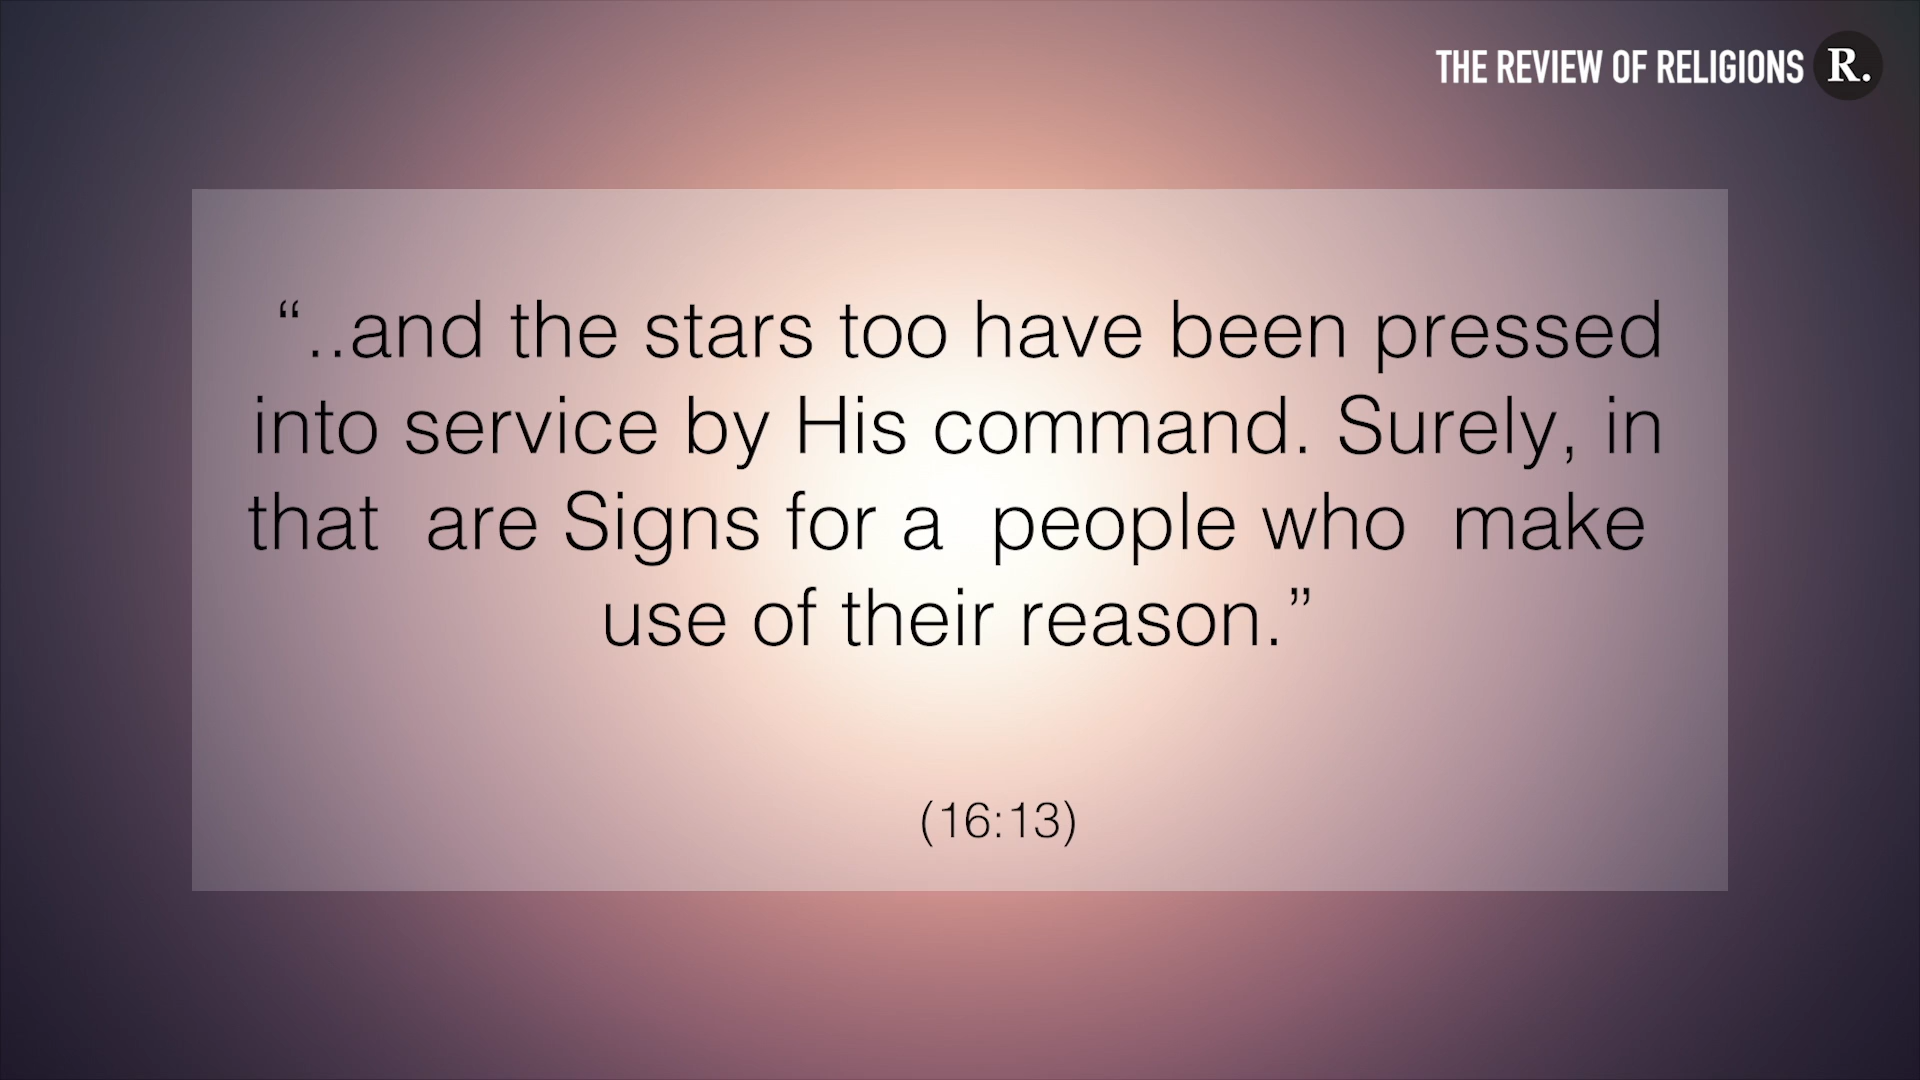 THE REVIEW OF RELIGIONS R.
“..and the stars too have been pressed
into service by His command. Surely, in
that are Signs for a people who make
use of their reason.”
(16:13)